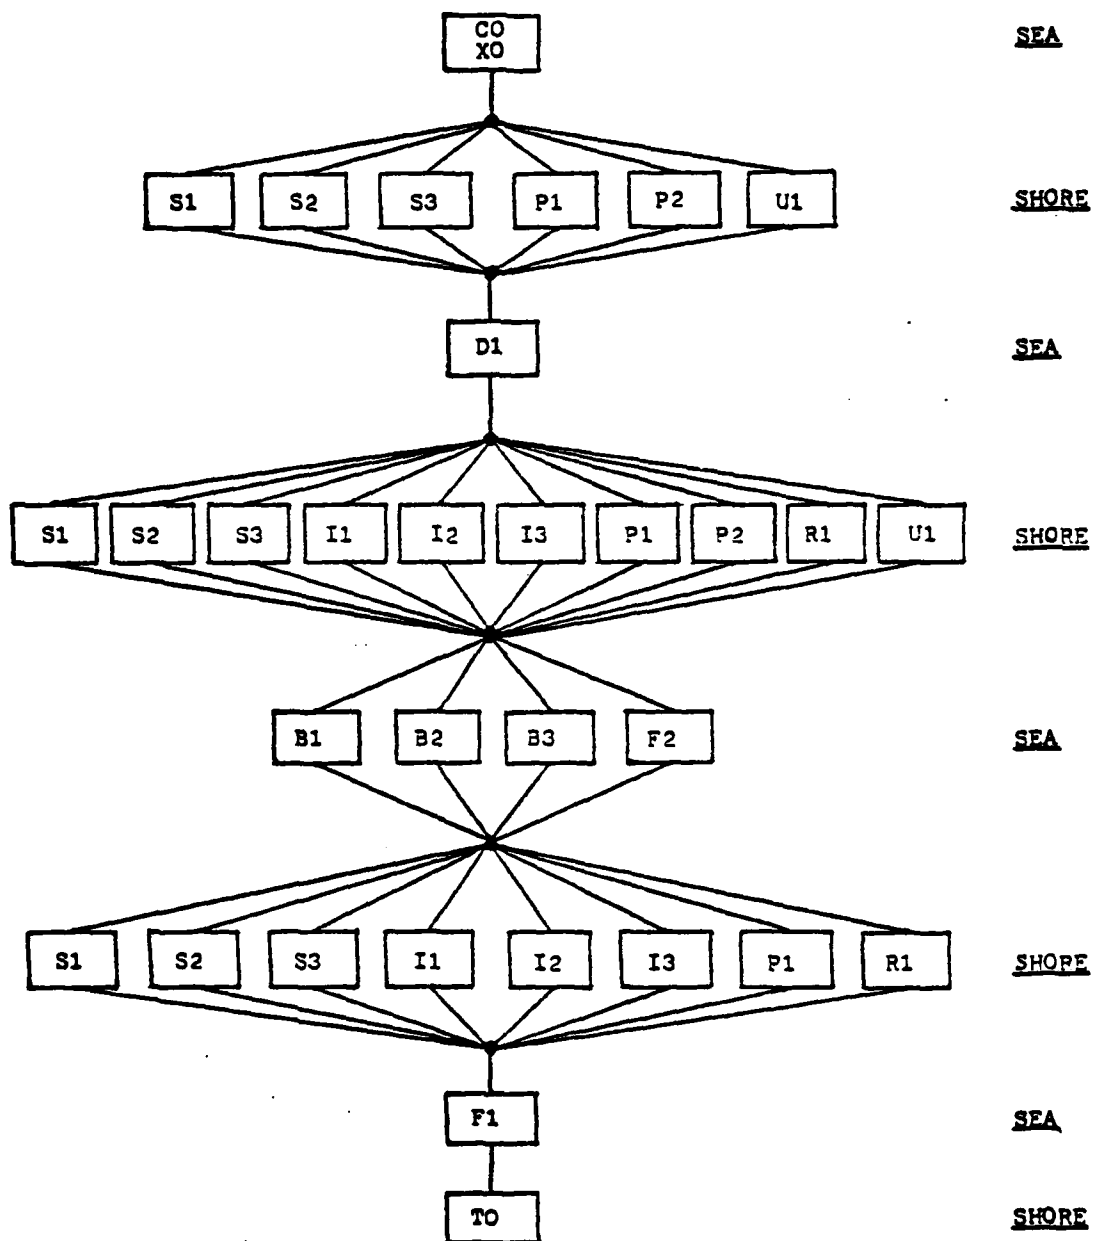 CO
XO
SEA
S1 S2 S3 P1 P2 U1 SHORE
D1 SEA
S1 S2 S3 I1 I2 I3 P1 P2 R1 U1 SHORE
B1 B2 B3 F2 SEA
S1 S2 S3 I1 I2 I3 P1 R1 SHORE
F1 SEA
TO SHORE